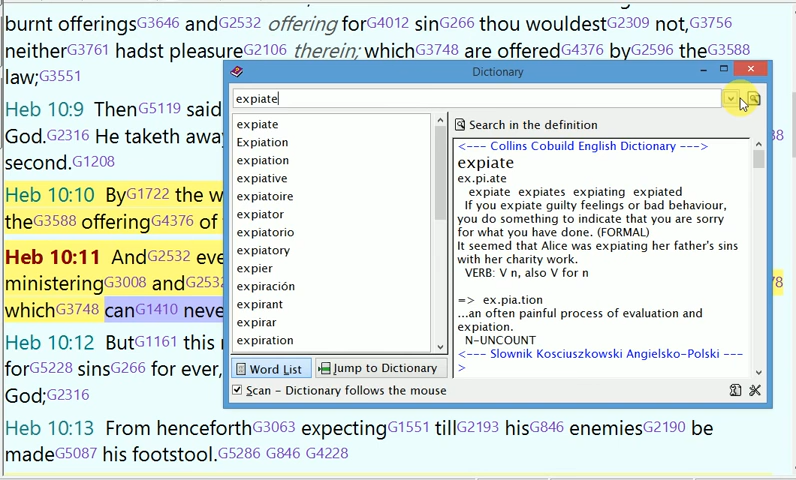 burnt offeringsG3646 andG2532 offering forG4012 sinG266 thou wouldestG2309 not,G3756
neitherG3761 hadst pleasureG2106 therein; whichG3748 are offeredG4376 byG2596 theG3588
law;G3551
Heb 10:9 ThenG5119 said
God.G2316 He taketh away
second.G1208
Heb 10:10 ByG1722 the w
theG3588 offeringG4376 of
Heb 10:11 AndG2532 eve
ministeringG3008 andG2532
whichG3748 canG1410 neve
Heb 10:12 ButG1161 this
forG5228 sinsG266 for ever,
God;G2316
Heb 10:13 From henceforthG3063 expectingG1551 tillG2193 hisG846 enemiesG2190 be
madeG5087 his footstool.G5286 G846 G4228
Dictionary
expiate
expiate
Expiation
expiation
expiative
expiatoire
expiator
expiatorio
expiatory
expier
expiración
expirant
expirar
expiration
Word List
Jump to Dictionary
Scan - Dictionary follows the mouse
Search in the definition
<--- Collins Cobuild English Dictionary --->
expiate
ex.pi.ate
expiate expiates expiating expiated
If you expiate guilty feelings or bad behaviour,
you do something to indicate that you are sorry
for what you have done. (FORMAL)
It seemed that Alice was expiating her father's sins
with her charity work.
VERB: V n, also V for n
=> ex.pia.tion
...an often painful process of evaluation and
expiation.
N-UNCOUNT
<--- Slownik Kosciuszkowski Angielsko-Polski ---
>